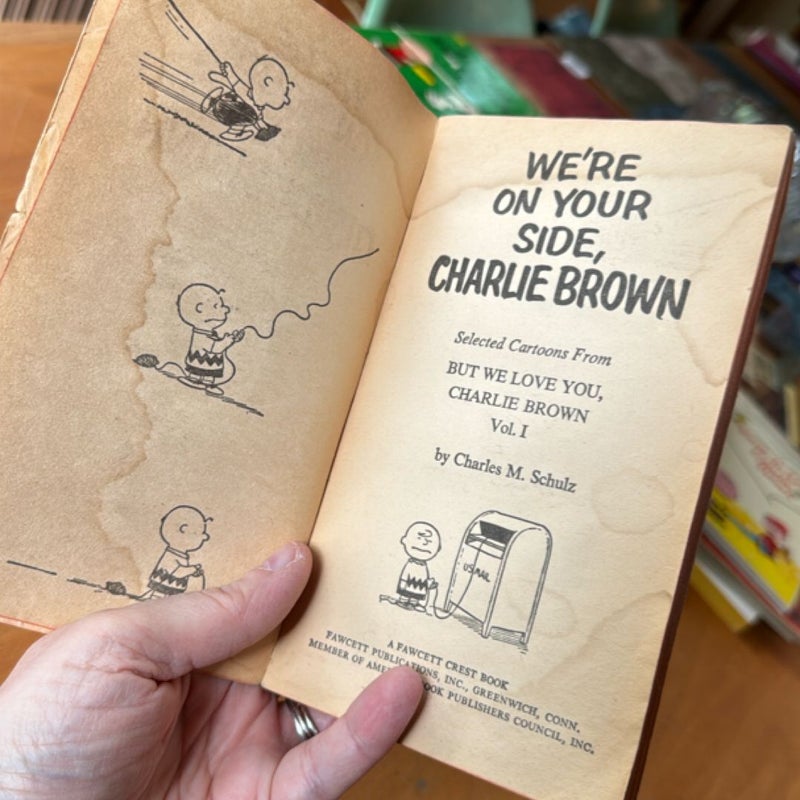 WE'RE
ON YOUR
SIDE,
CHARLIE BROWN
Selected Cartoons From
BUT WE LOVE YOU,
CHARLIE BROWN
Vol. I
by Charles M. Schulz
US MAIL
A FAWCETT CREST BOOK
FAWCETT PUBLICATIONS, INC., GREENWICH, CONN.
MEMBER OF OOK PUBLISHERS COUNCIL, INC.